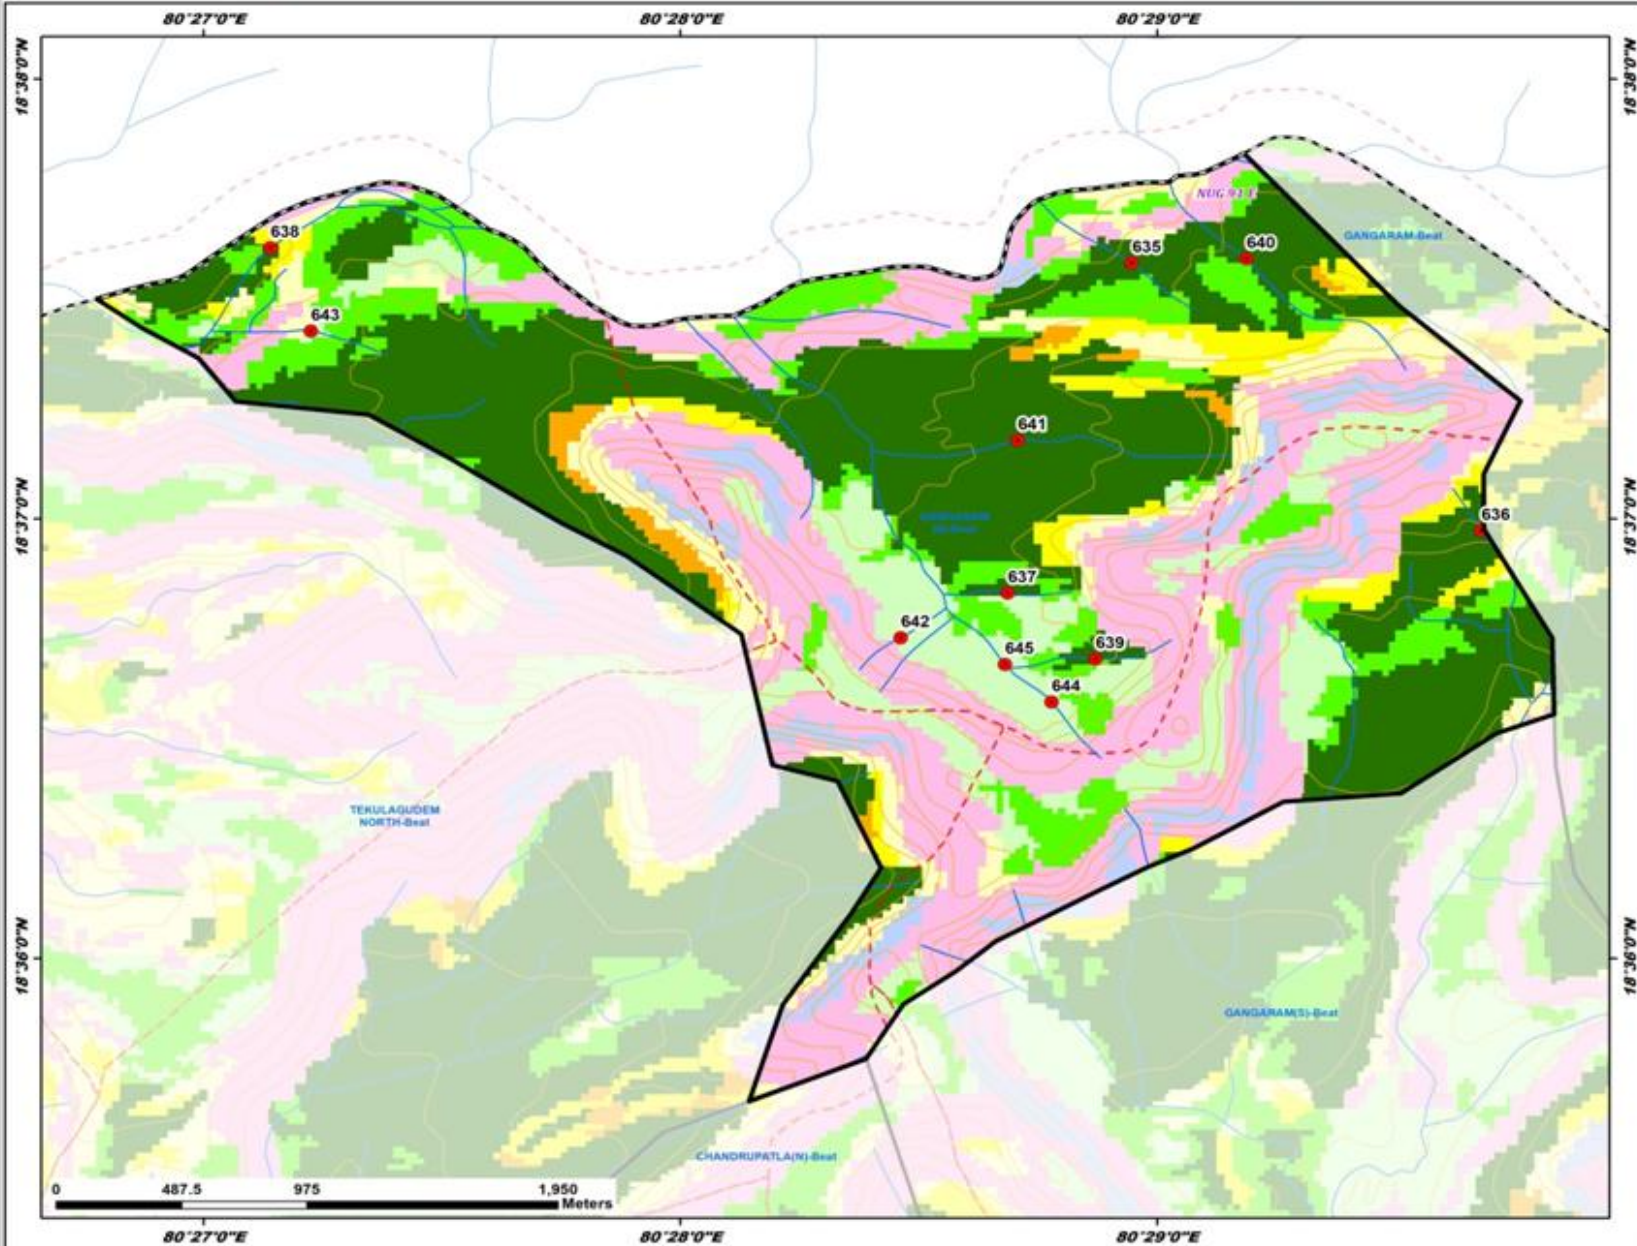 80°27'0"E 80°28'0"E 80°29'0"E
18°38'0"N 18°38'0"N
NUG 91 E
638
635 640
GANGARAM-Beat
643
641
18°37'0"N 18°37'0"N
636
637
642
645 639
644
TEKULAGUDEM
NORTH-Beat
18°36'0"N 18°36'0"N
GANGARAM(S)-Beat
CHANDRUPATLA(N)-Beat
0 487.5 975 1,950
Meters
80°27'0"E 80°28'0"E 80°29'0"E